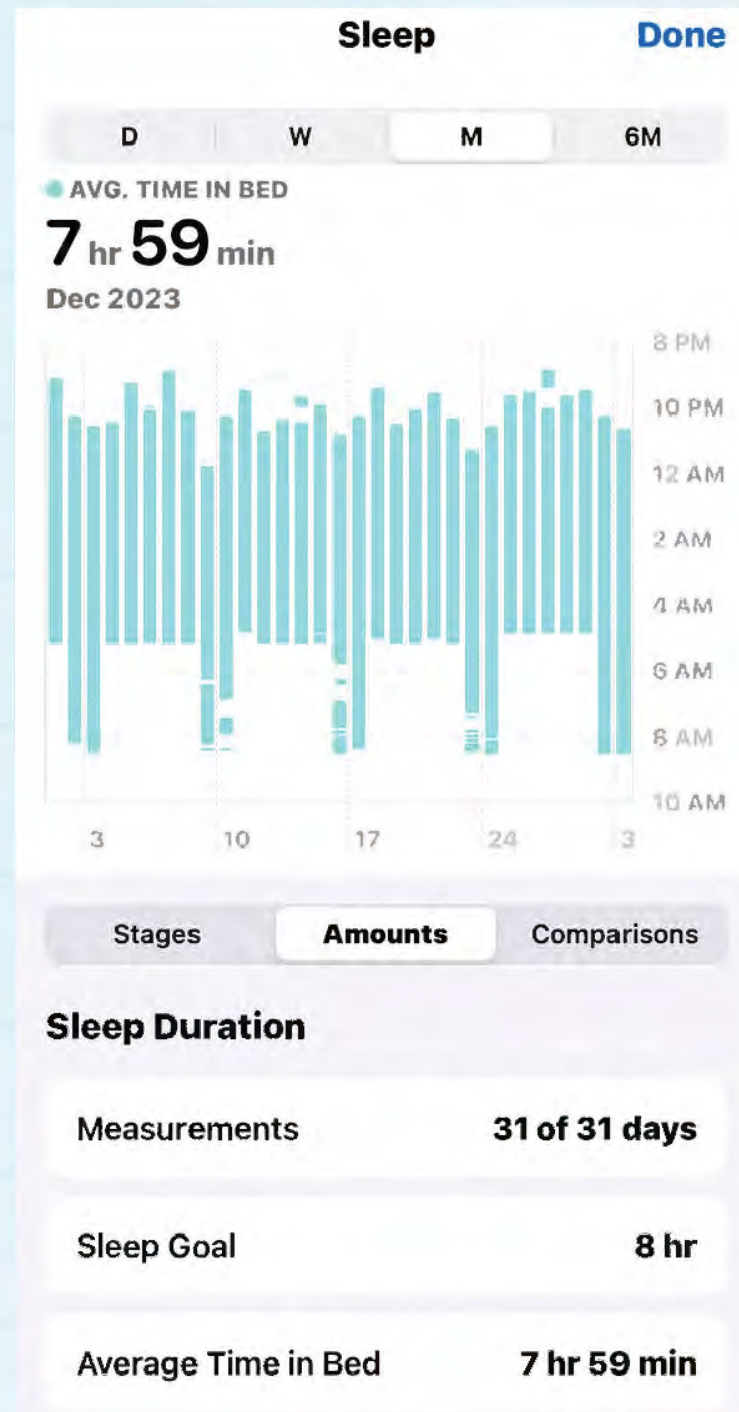 Sleep Done
D W M 6M
AVG. TIME IN BED
7 hr 59 min
Dec 2023
8 PM
10 PM
12 AM
2 AM
4 AM
6 AM
8 AM
10 AM
3 10 17 24 3
Stages Amounts Comparisons
Sleep Duration
Measurements 31 of 31 days
Sleep Goal 8 hr
Average Time in Bed 7 hr 59 min